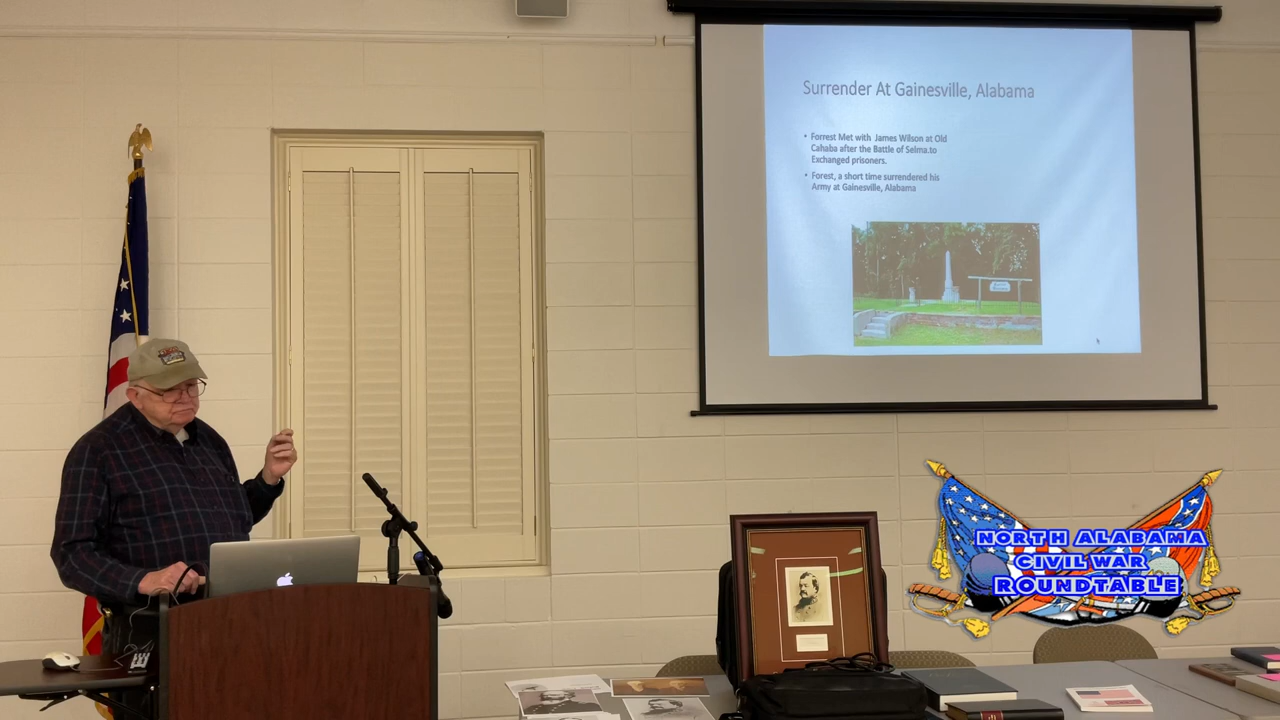 Surrender At Gainesville, Alabama
• Forrest Met with James Wilson at Old
Cahaba after the Battle of Selma.to
Exchanged prisoners.
• Forest, a short time surrendered his
Army at Gainesville, Alabama
NORTH ALABAMA
CIVIL WAR
ROUNDTABLE